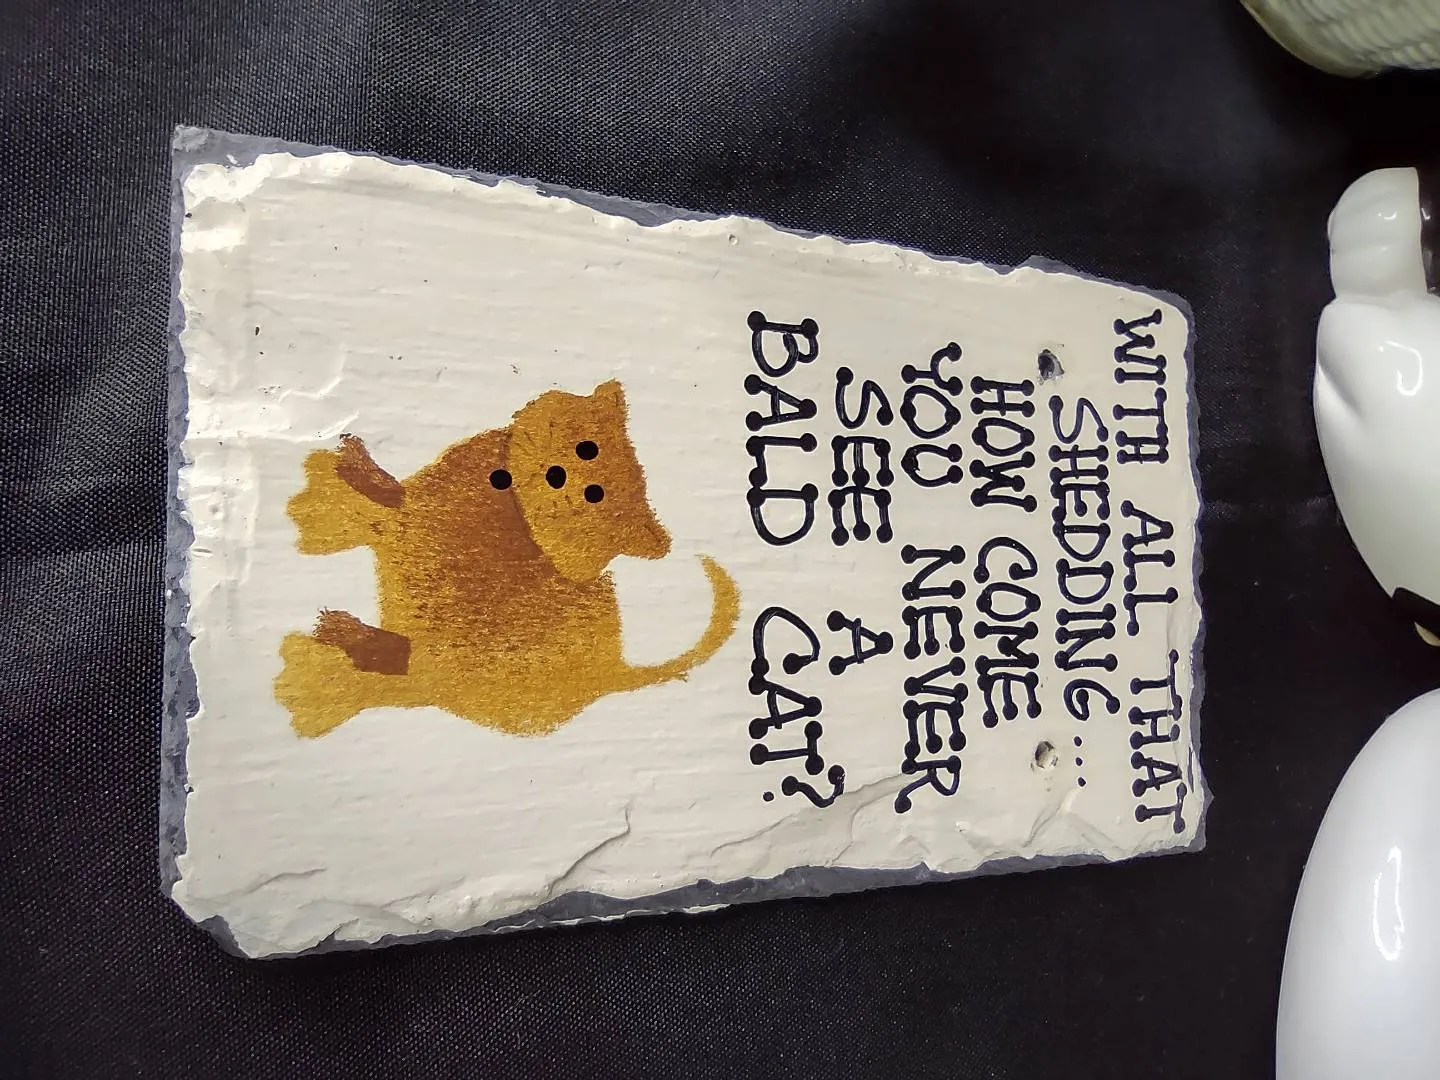 WITH ALL THAT
SHEDDING...
HOW COME
YOU NEVER
SEE A
BALD CAT?